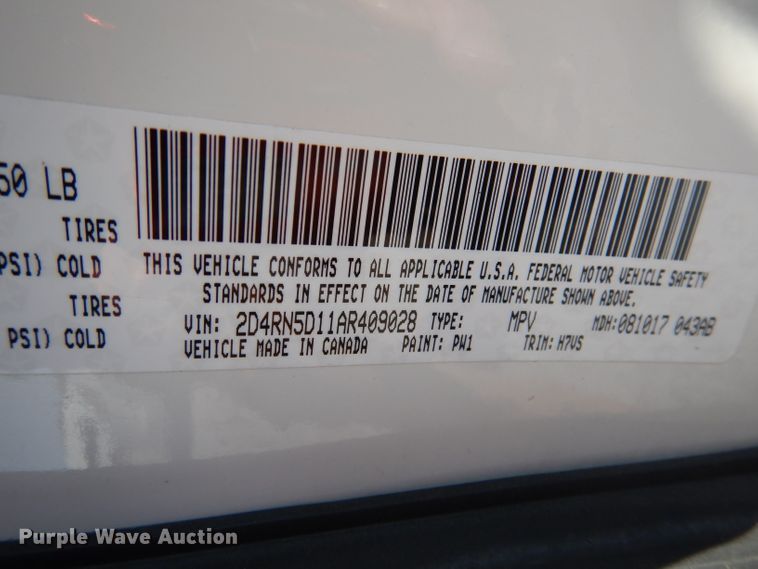 50 LB
TIRES
PSI) COLD
TIRES
PSI) COLD
THIS VEHICLE CONFORMS TO ALL APPLICABLE U.S.A. FEDERAL MOTOR VEHICLE SAFETY
STANDARDS IN EFFECT ON THE DATE OF MANUFACTURE SHOWN ABOVE.
VIN: 2D4RN5D11AR409028 TYPE: MPV MDH:081017 043AB
VEHICLE MADE IN CANADA PAINT: PW1 TRIM: H7VS
Purple Wave Auction